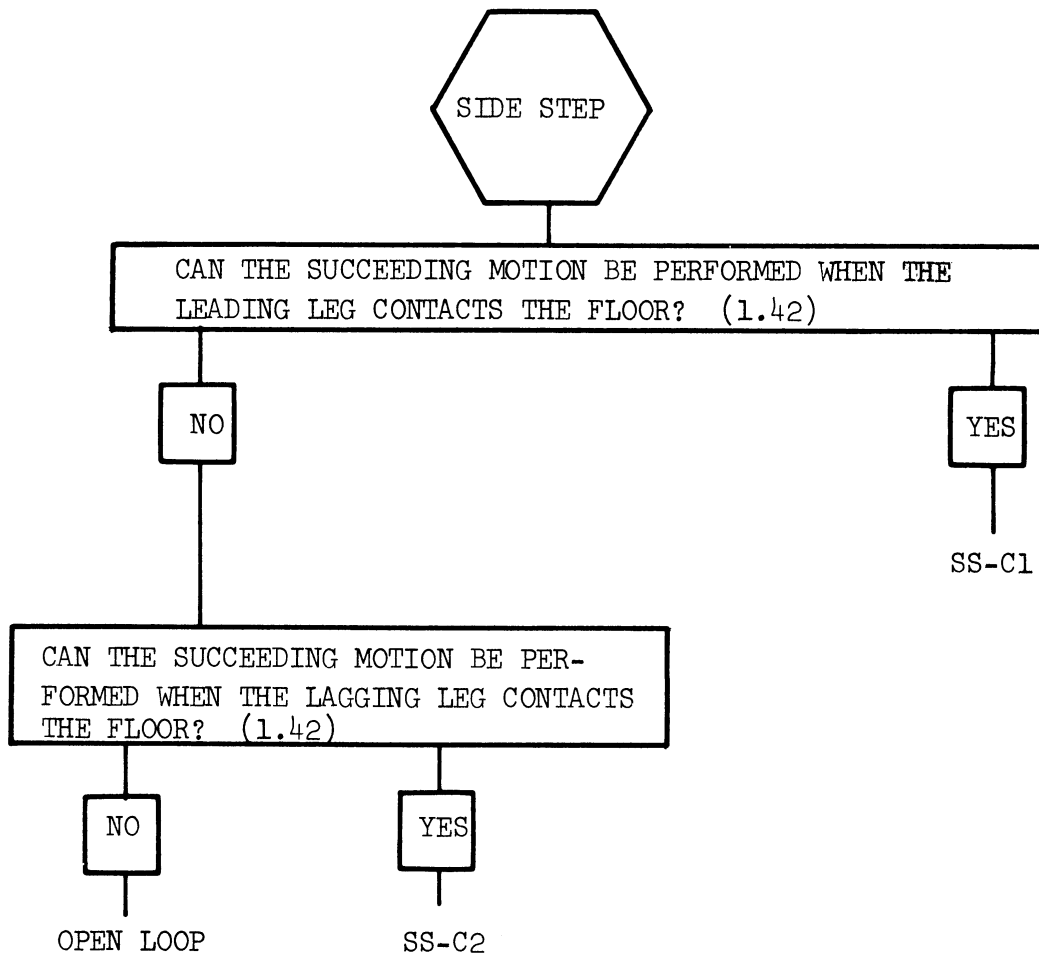 SIDE STEP
CAN THE SUCCEEDING MOTION BE PERFORMED WHEN THE
LEADING LEG CONTACTS THE FLOOR? (1.42)
NO
YES
SS-C1
CAN THE SUCCEEDING MOTION BE PER-
FORMED WHEN THE LAGGING LEG CONTACTS
THE FLOOR? (1.42)
NO
YES
OPEN LOOP
SS-C2